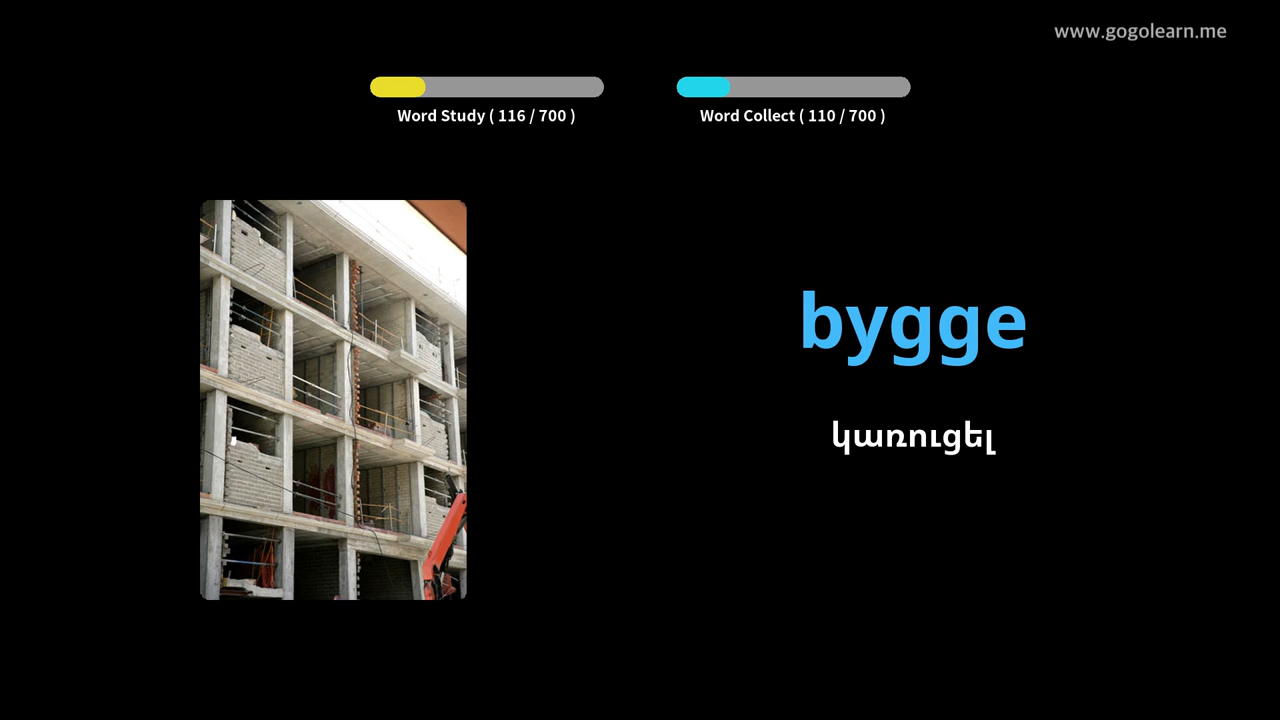 www.gogolearn.me
Word Study ( 116 / 700 )
Word Collect ( 110 / 700 )
bygge
կառուցել